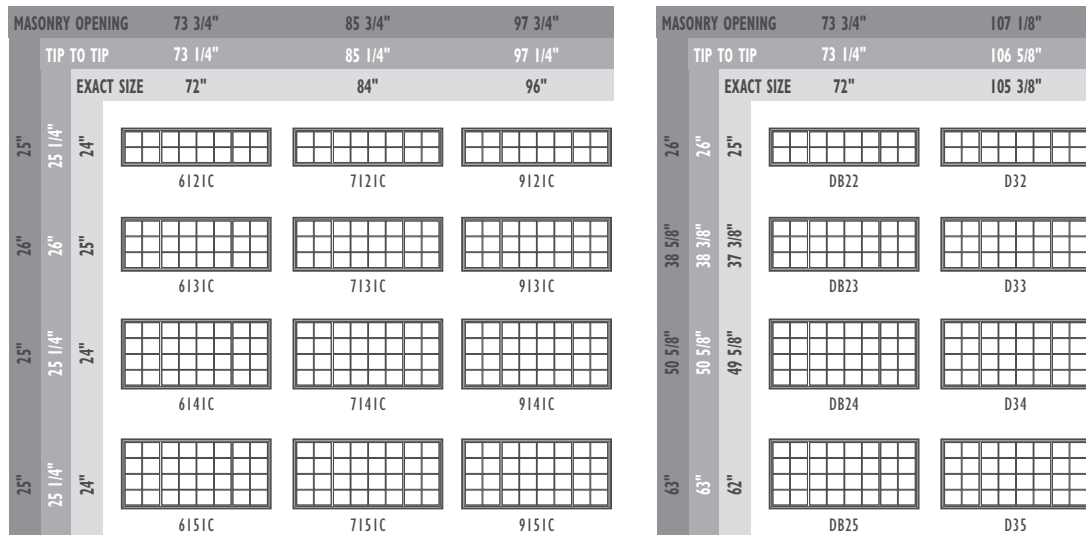 MASONRY OPENING 73 3/4" 85 3/4" 97 3/4"
TIP TO TIP 73 1/4" 85 1/4" 97 1/4"
EXACT SIZE 72" 84" 96"
25" 25 1/4" 24"
6121C 7121C 9121C
26" 26" 25"
6131C 7131C 9131C
25" 25 1/4" 24"
6141C 7141C 9141C
25" 25 1/4" 24"
6151C 7151C 9151C
MASONRY OPENING 73 3/4" 107 1/8"
TIP TO TIP 73 1/4" 106 5/8"
EXACT SIZE 72" 105 3/8"
26" 26" 25"
DB22 D32
38 5/8" 38 3/8" 37 3/8"
DB23 D33
50 5/8" 50 5/8" 49 5/8"
DB24 D34
63" 63" 62"
DB25 D35